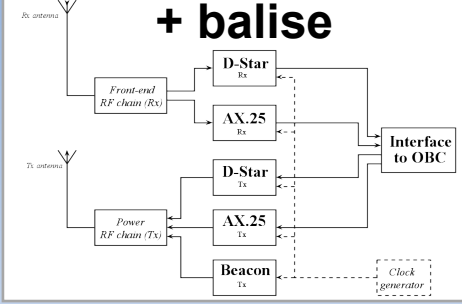 + balise
Rx antenna
D-Star
Rx
Front-end
RF chain (Rx)
AX.25
Rx
Interface
to OBC
Tx antenna
D-Star
Tx
Power
RF chain (Tx)
AX.25
Tx
Beacon
Tx
Clock
generator